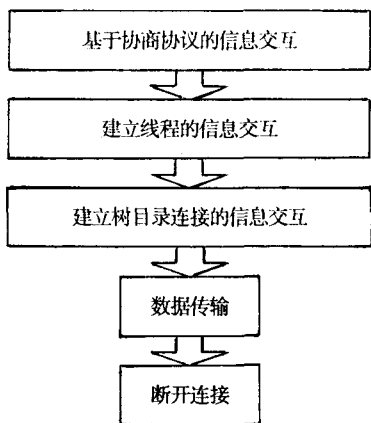 基于协商协议的信息交互
建立线程的信息交互
建立树目录连接的信息交互
数据传输
断开连接